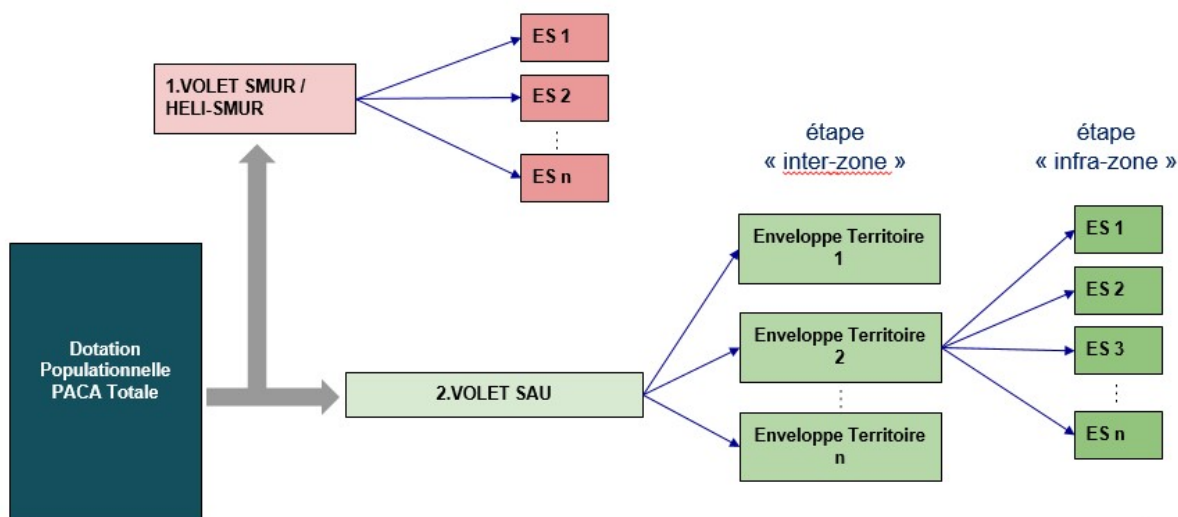 1.VOLET SMUR /
HELI-SMUR
ES 1
ES 2
ES n
étape
« inter-zone »
étape
« infra-zone »
Dotation
Populationnelle
PACA Totale
2.VOLET SAU
Enveloppe Territoire
1
Enveloppe Territoire
2
Enveloppe Territoire
n
ES 1
ES 2
ES 3
ES n